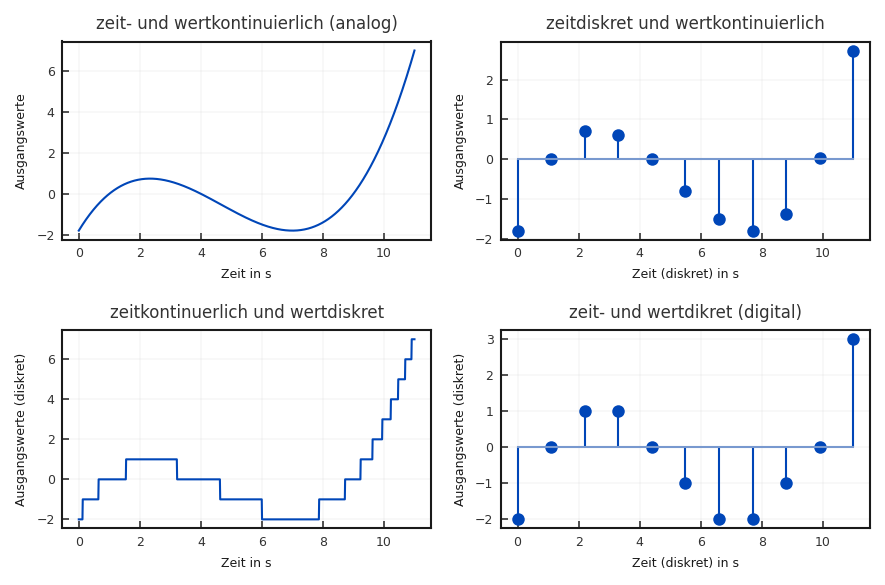 zeit- und wertkontinuierlich (analog)
Ausgangswerte
6
4
2
0
−2
0 2 4 6 8 10
Zeit in s
zeitdiskret und wertkontinuierlich
Ausgangswerte
2
1
0
−1
−2
0 2 4 6 8 10
Zeit (diskret) in s
zeitkontinuerlich und wertdiskret
Ausgangswerte (diskret)
6
4
2
0
−2
0 2 4 6 8 10
Zeit in s
zeit- und wertdikret (digital)
Ausgangswerte (diskret)
3
2
1
0
−1
−2
0 2 4 6 8 10
Zeit (diskret) in s